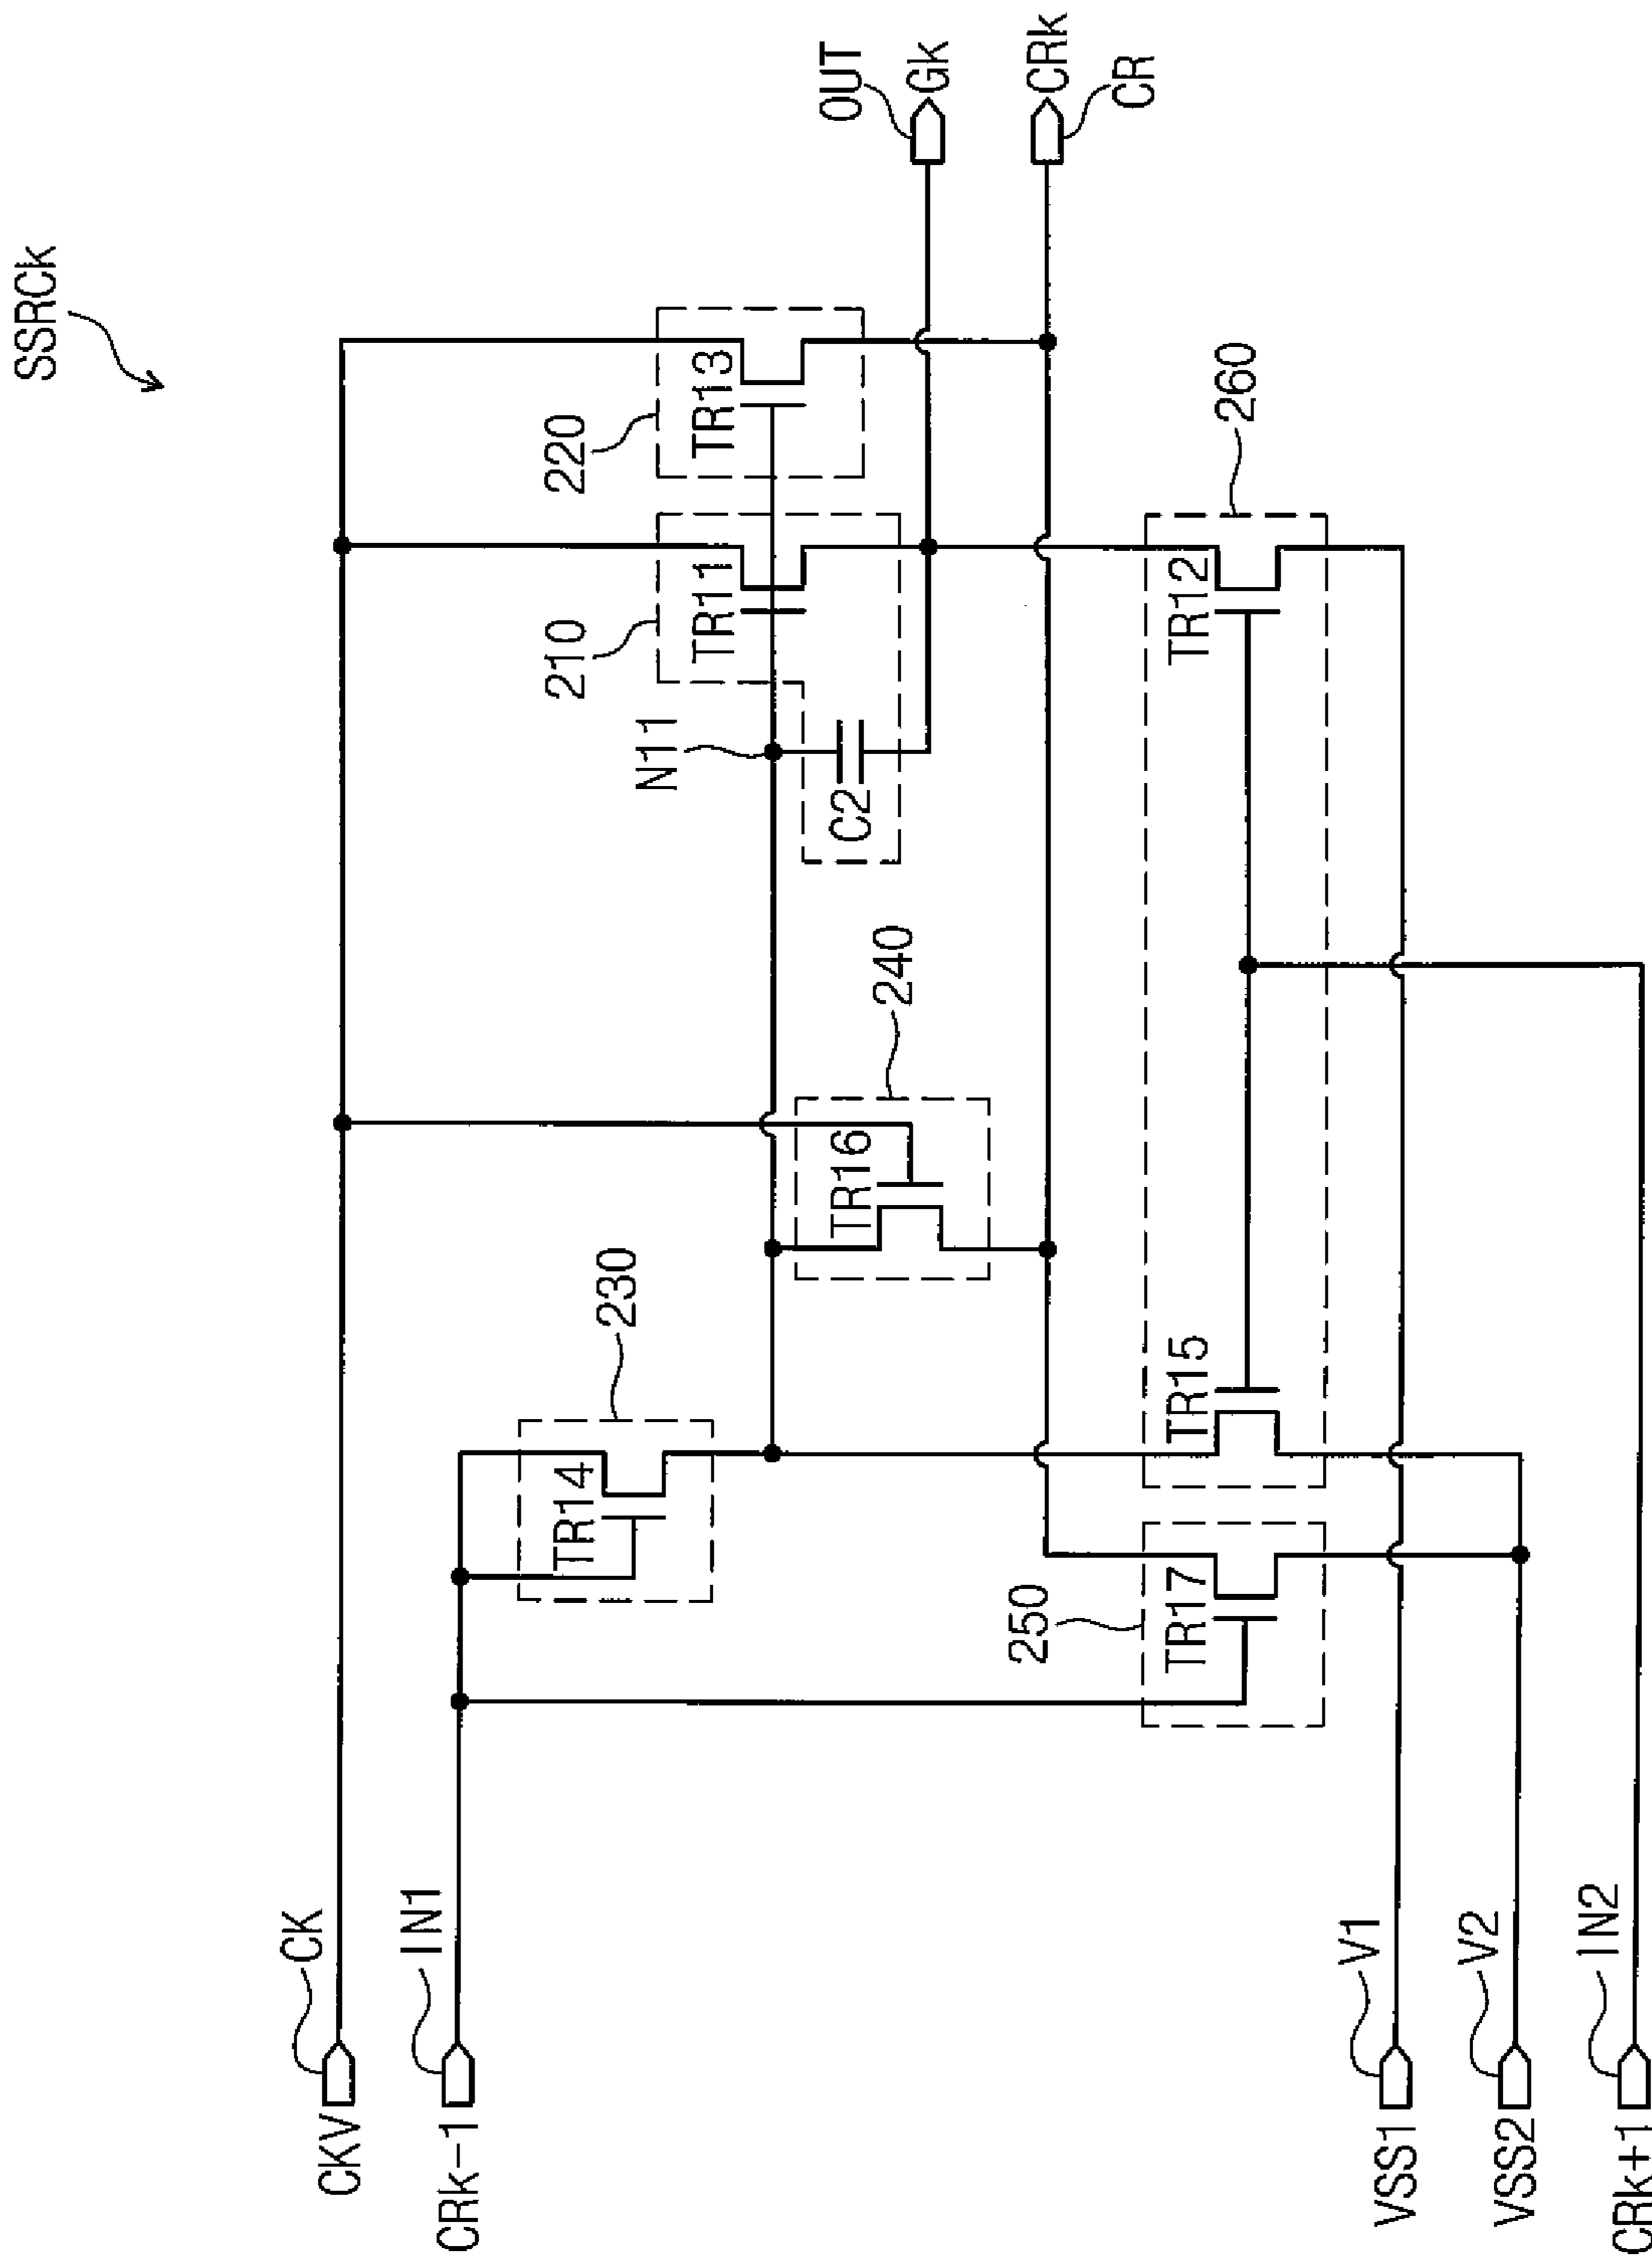 SSRCk
CKV
CK
CRk-1
IN1
230
TR14
N11
210
TR11
C2
220
TR13
240
TR16
OUT
Gk
CRk
CR
250
TR17
TR15
TR12
260
VSS1
V1
VSS2
V2
CRk+1
IN2